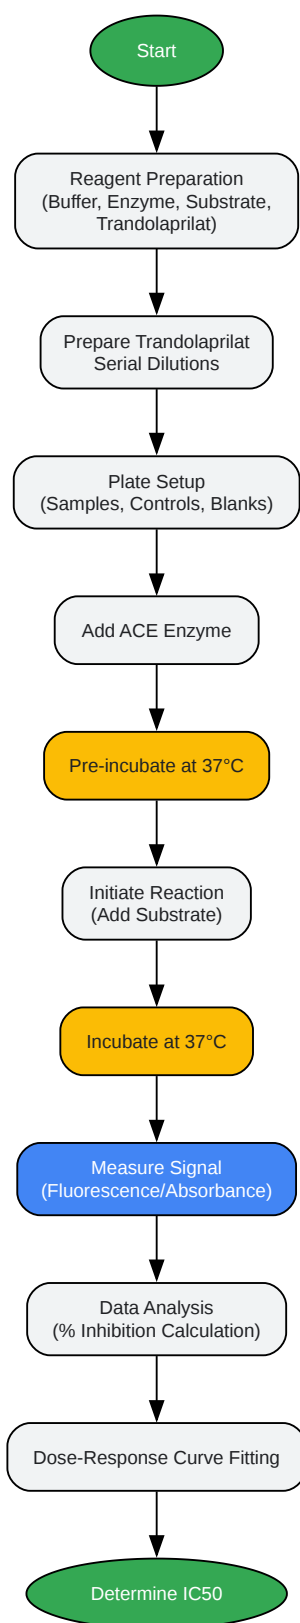 Start
Reagent Preparation
(Buffer, Enzyme, Substrate,
Trandolaprilat)
Prepare Trandolaprilat
Serial Dilutions
Plate Setup
(Samples, Controls, Blanks)
Add ACE Enzyme
Pre-incubate at 37°C
Initiate Reaction
(Add Substrate)
Incubate at 37°C
Measure Signal
(Fluorescence/Absorbance)
Data Analysis
(% Inhibition Calculation)
Dose-Response Curve Fitting
Determine IC50